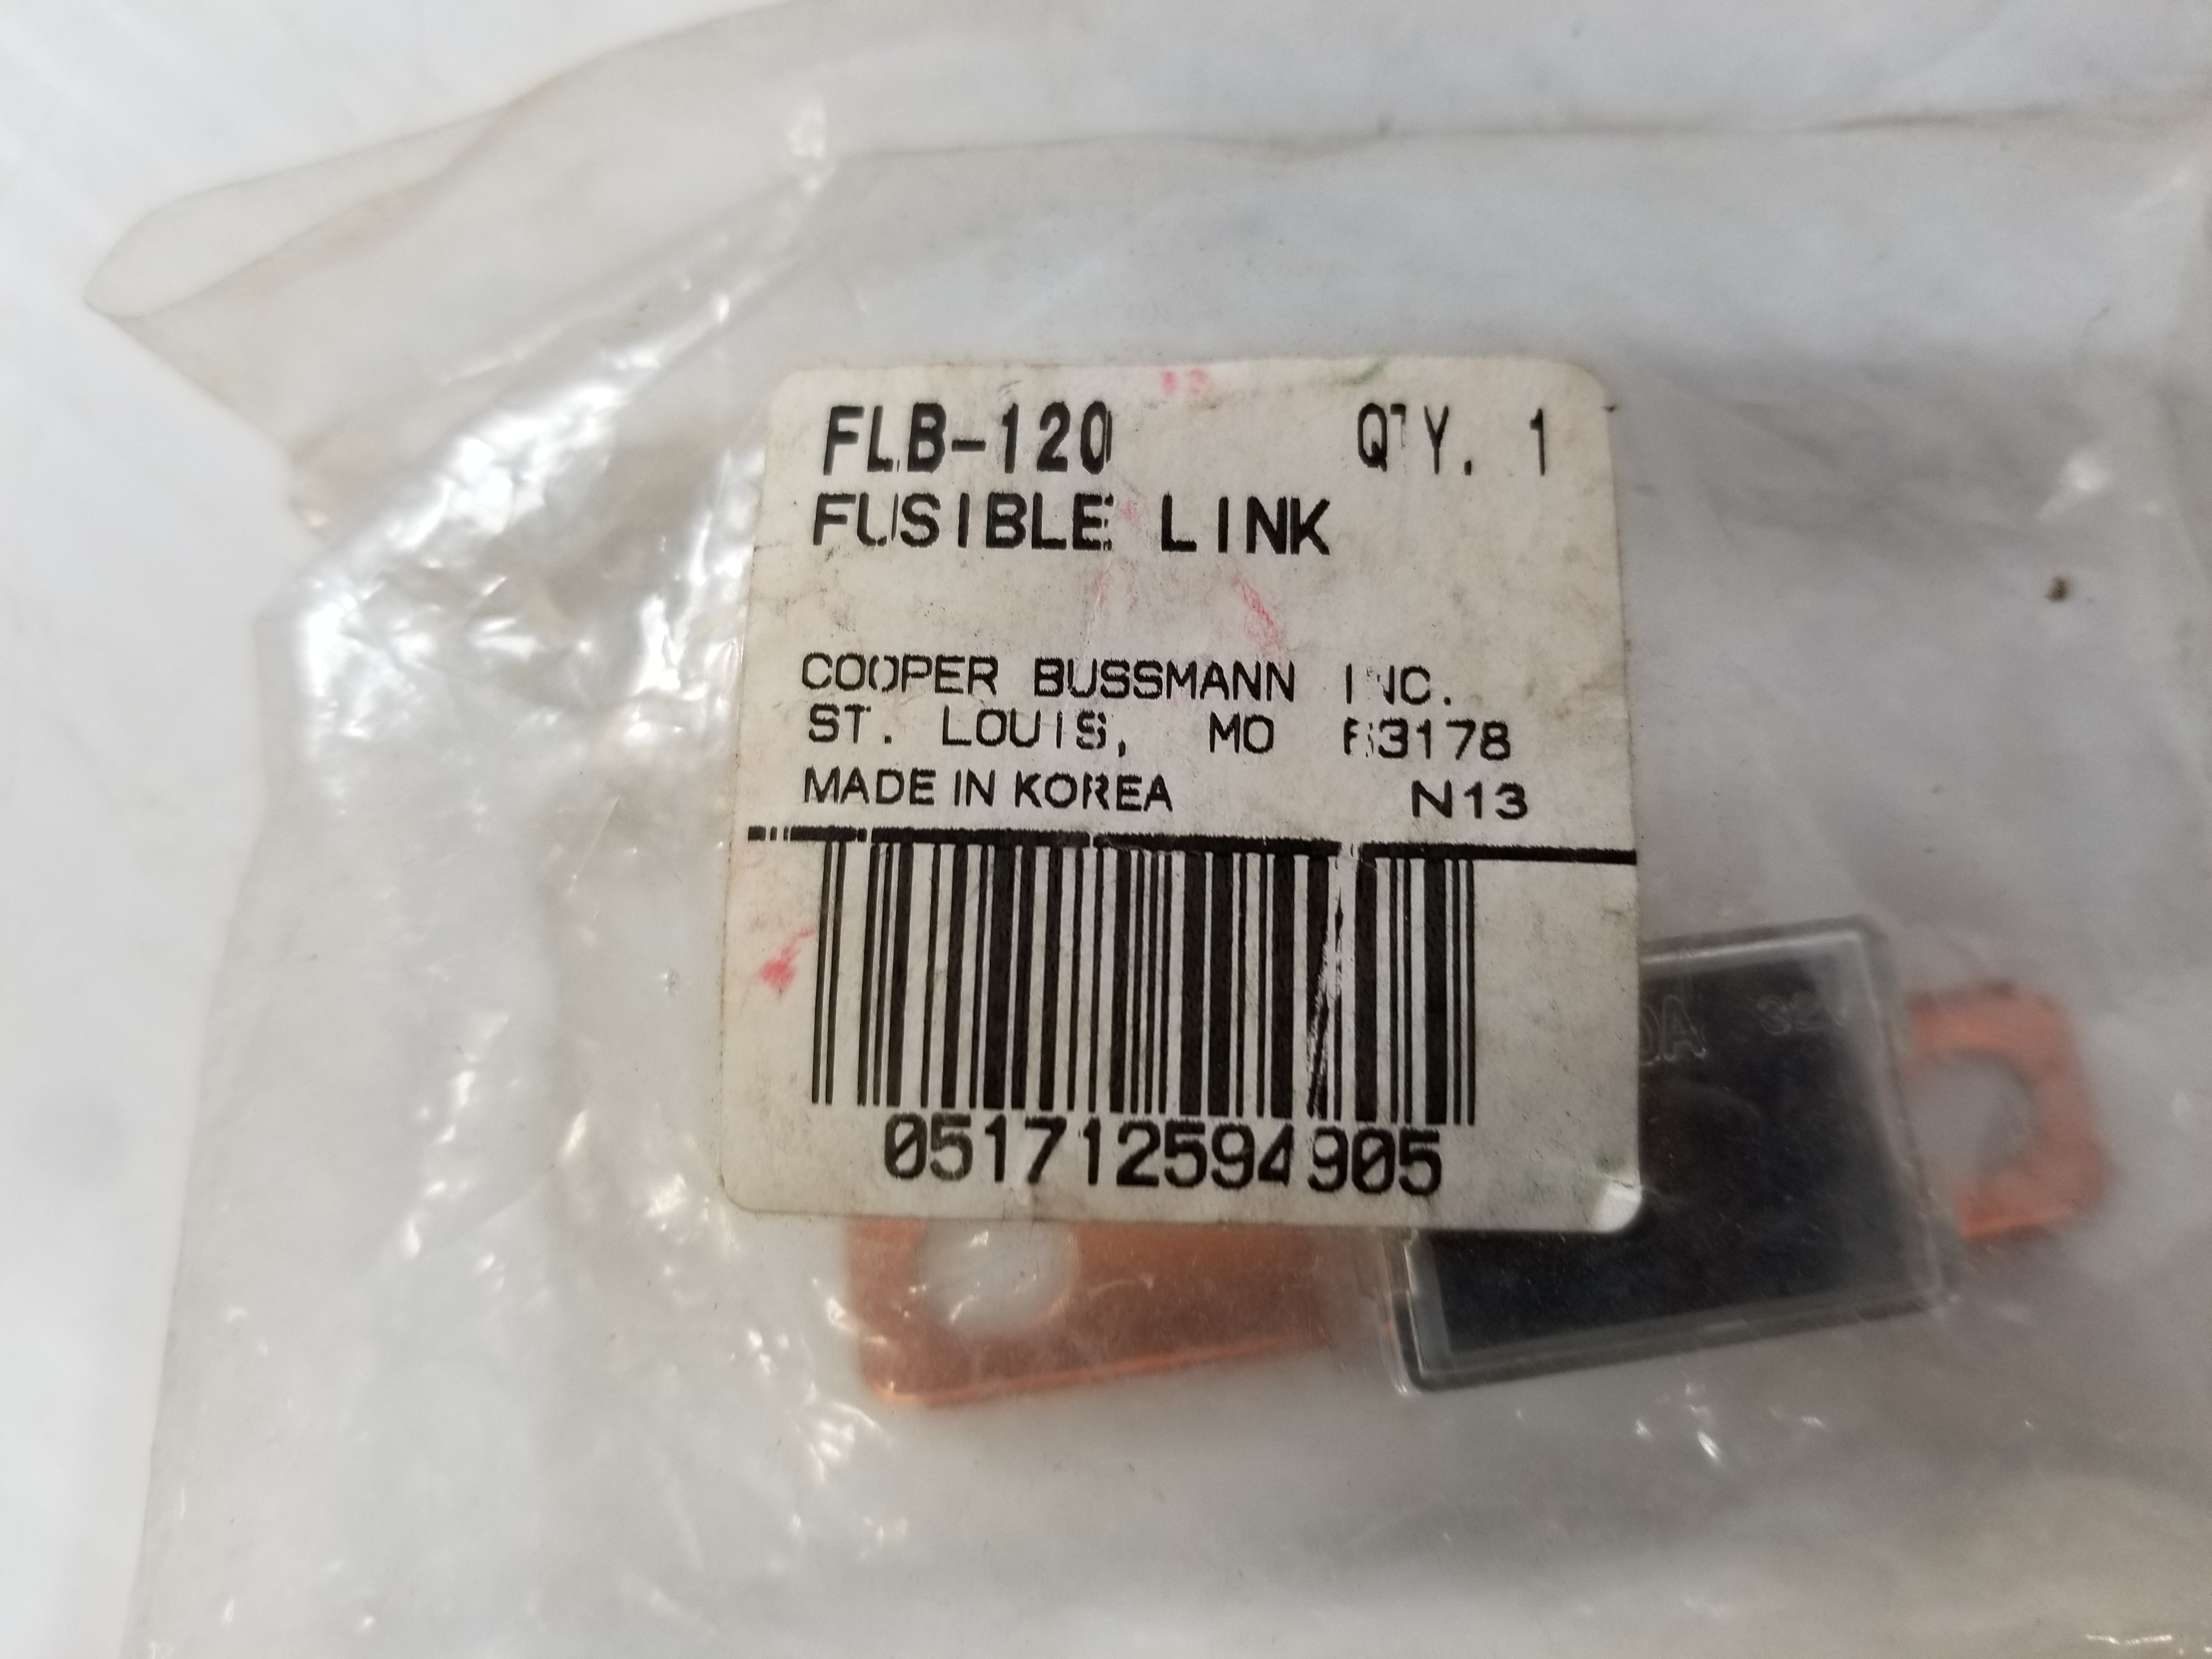 FLB-120 QTY. 1
FUSIBLE LINK
COOPER BUSSMANN INC.
ST. LOUIS, MO 63178
MADE IN KOREA N13
051712594905